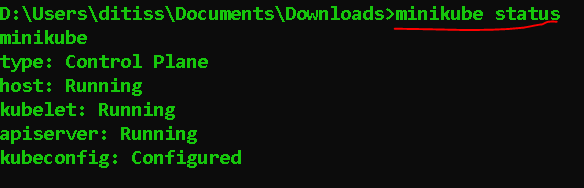 D:\Users\ditiss\Documents\Downloads>minikube status
minikube
type: Control Plane
host: Running
kubelet: Running
apiserver: Running
kubeconfig: Configured